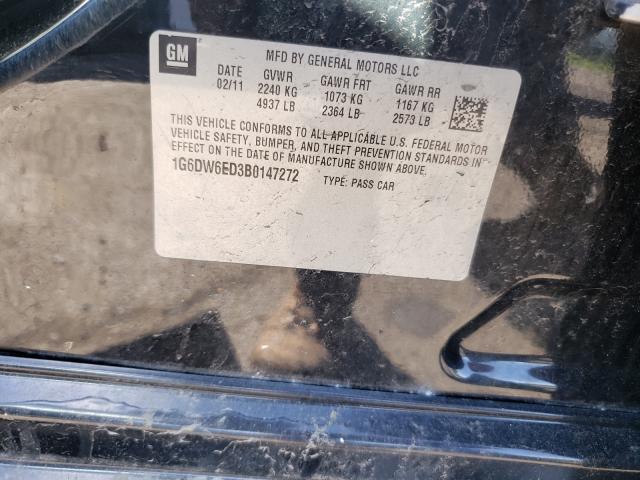 GM
MFD BY GENERAL MOTORS LLC
DATE GVWR GAWR FRT GAWR RR
02/11 2240 KG 1073 KG 1167 KG
4937 LB 2364 LB 2573 LB
THIS VEHICLE CONFORMS TO ALL APPLICABLE U.S. FEDERAL MOTOR
VEHICLE SAFETY, BUMPER, AND THEFT PREVENTION STANDARDS IN
EFFECT ON THE DATE OF MANUFACTURE SHOWN ABOVE.
1G6DW6ED3B0147272 TYPE: PASS CAR